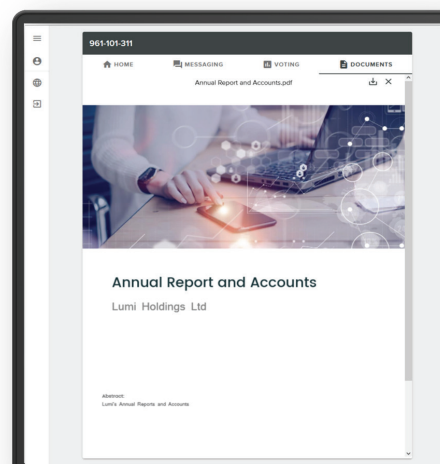 961-101-311
HOME MESSAGING VOTING DOCUMENTS
Annual Report and Accounts.pdf
Annual Report and Accounts
Lumi Holdings Ltd
Abstract:
Lumi's Annual Reports and Accounts